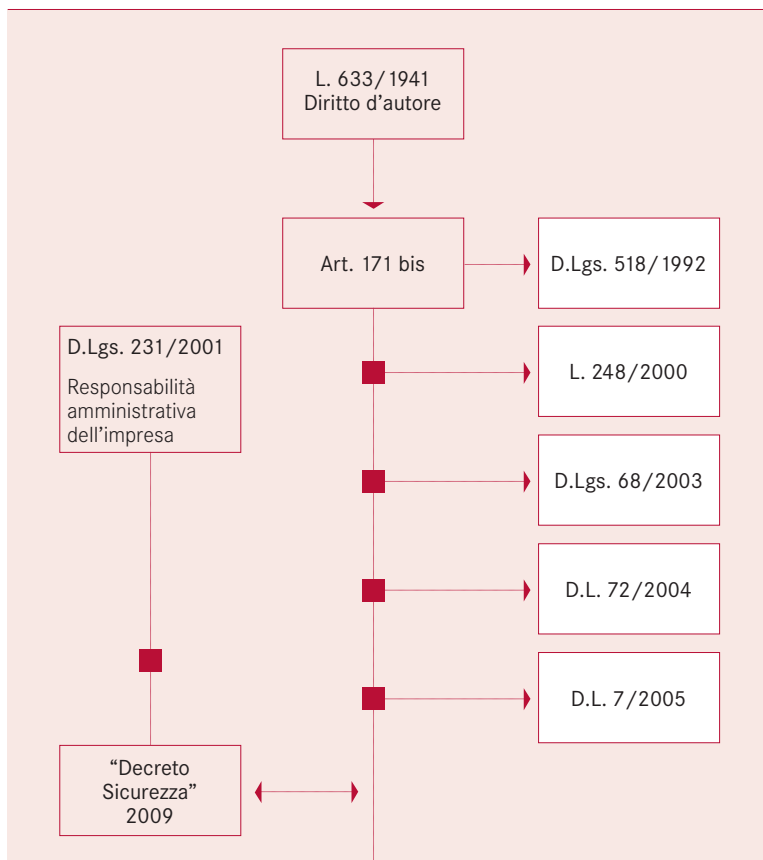 L. 633/1941
Diritto d'autore
Art. 171 bis
D.Lgs. 518/1992
D.Lgs. 231/2001
Responsabilità
amministrativa
dell'impresa
L. 248/2000
D.Lgs. 68/2003
D.L. 72/2004
D.L. 7/2005
“Decreto
Sicurezza”
2009